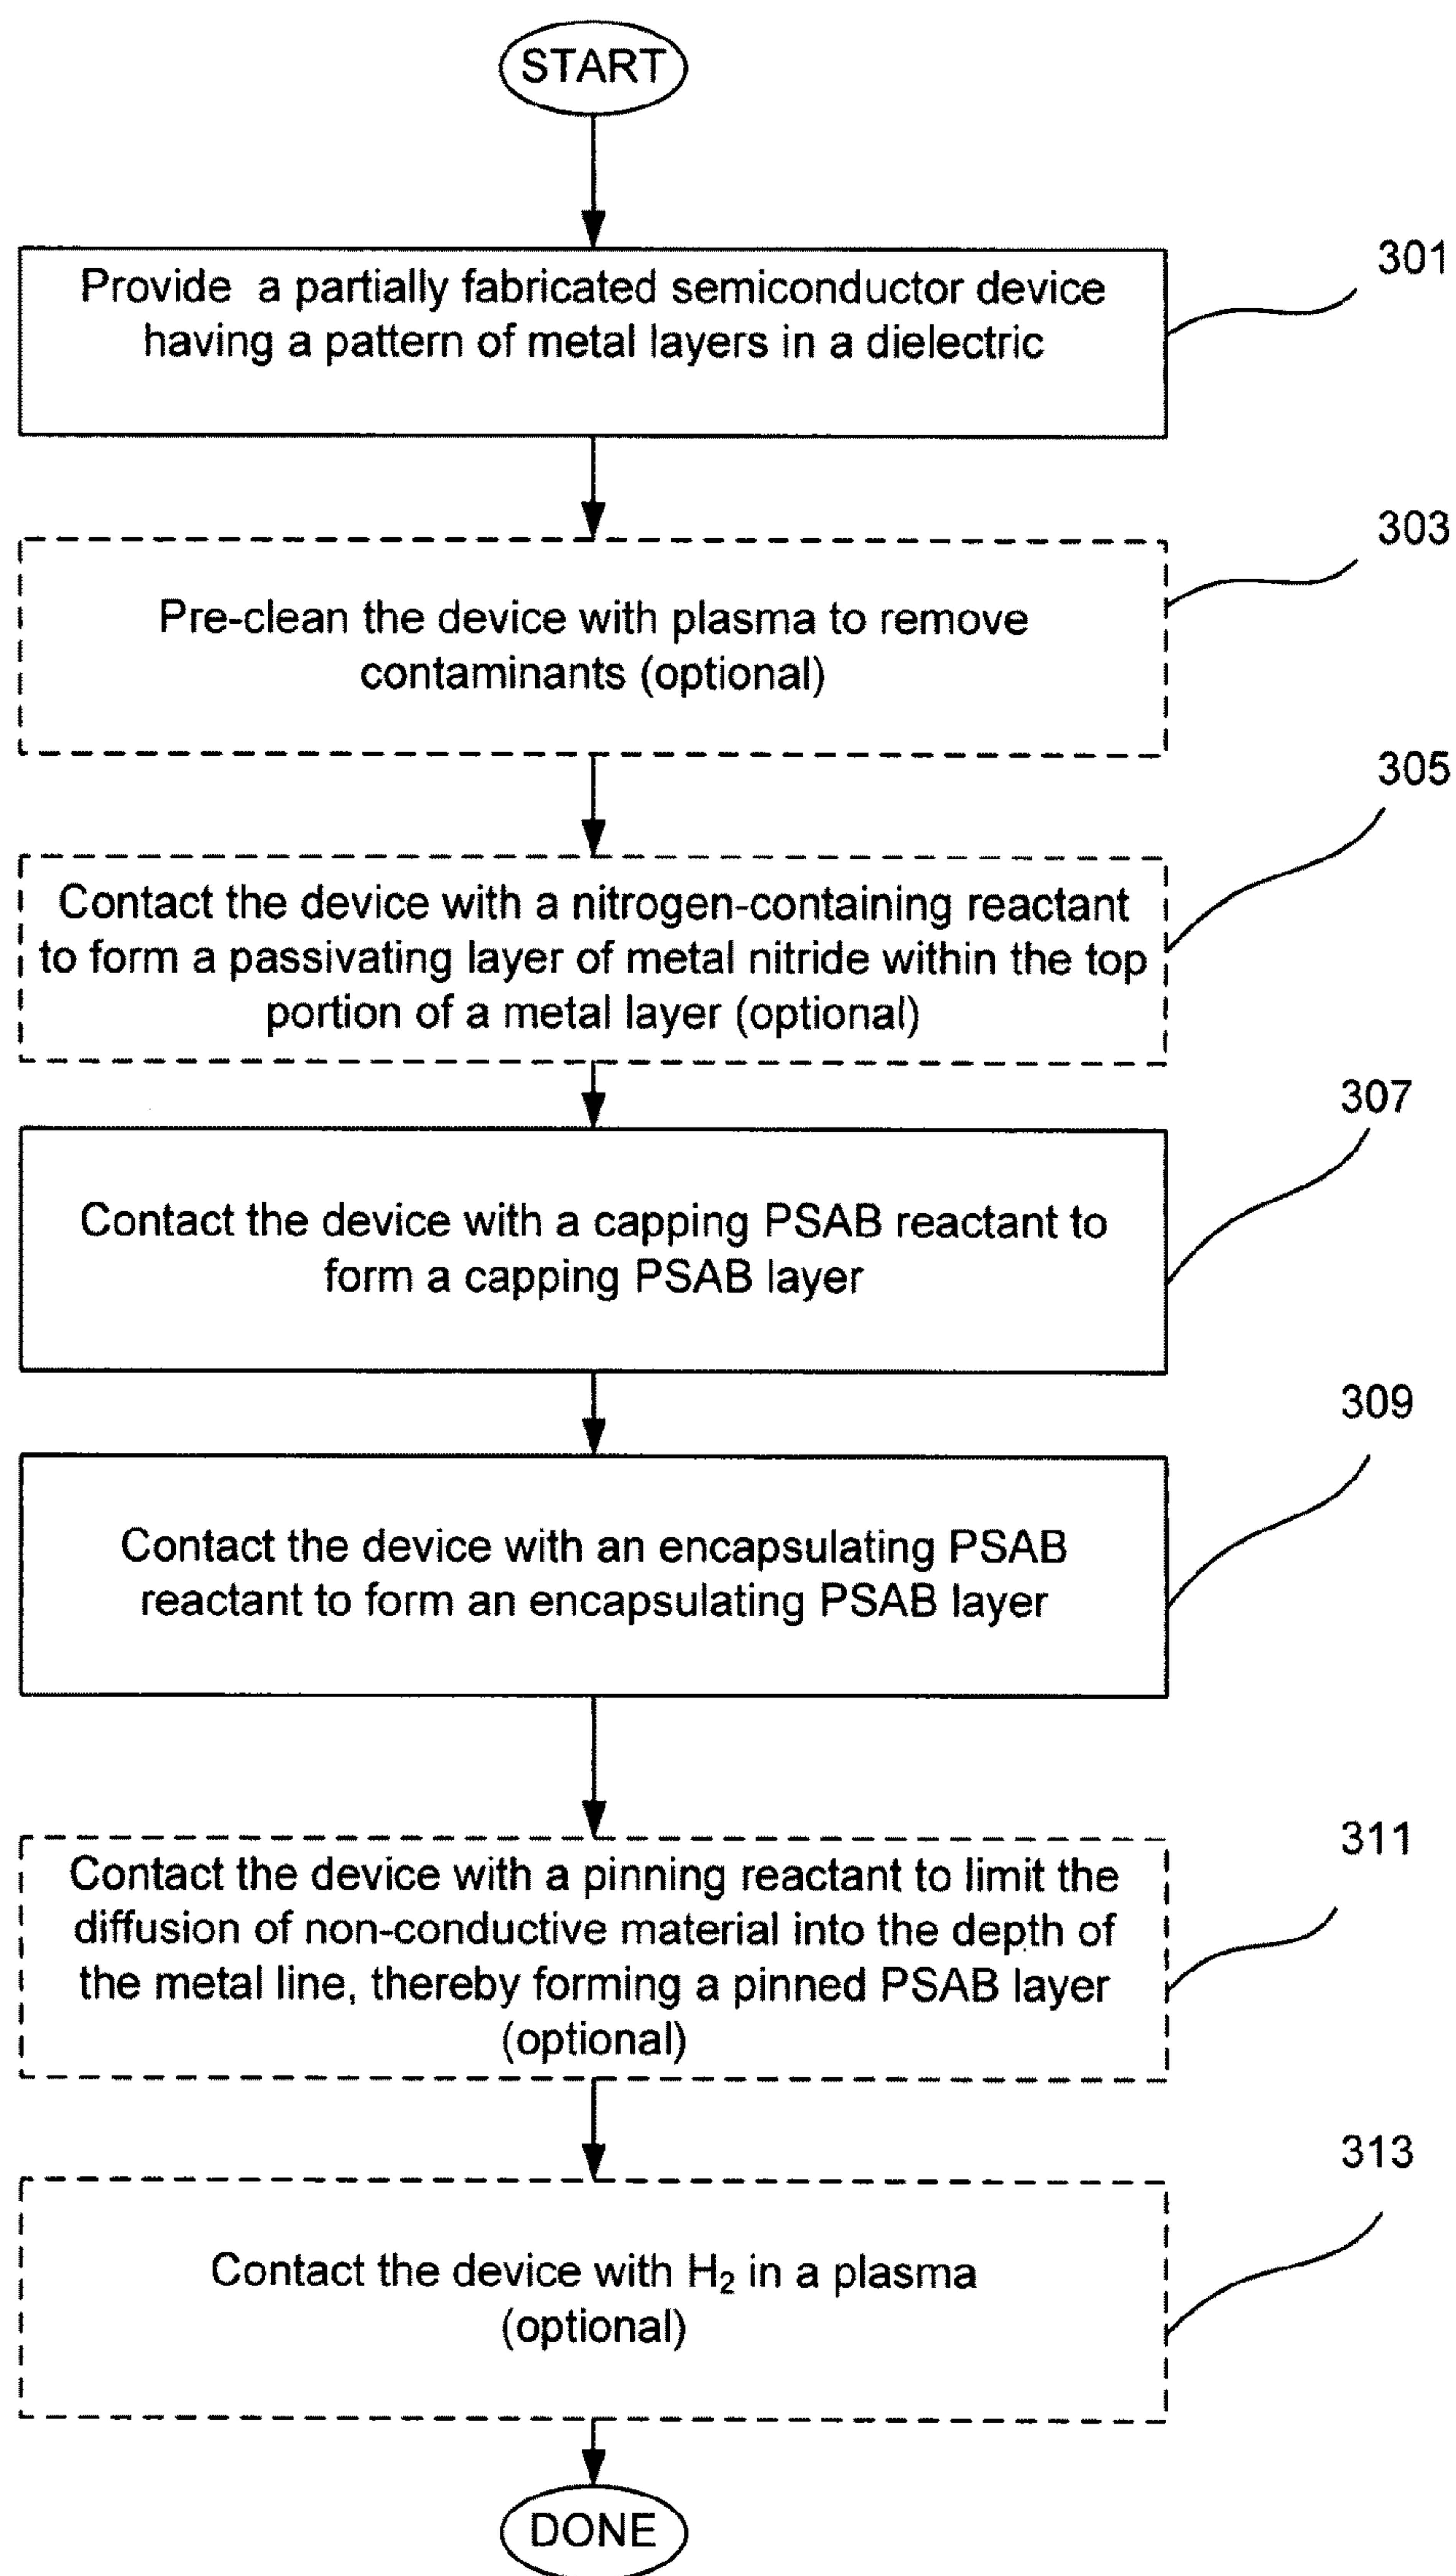 START
301
Provide a partially fabricated semiconductor device
having a pattern of metal layers in a dielectric
303
Pre-clean the device with plasma to remove
contaminants (optional)
305
Contact the device with a nitrogen-containing reactant
to form a passivating layer of metal nitride within the top
portion of a metal layer (optional)
307
Contact the device with a capping PSAB reactant to
form a capping PSAB layer
309
Contact the device with an encapsulating PSAB
reactant to form an encapsulating PSAB layer
311
Contact the device with a pinning reactant to limit the
diffusion of non-conductive material into the depth of
the metal line, thereby forming a pinned PSAB layer
(optional)
313
Contact the device with H₂ in a plasma
(optional)
DONE